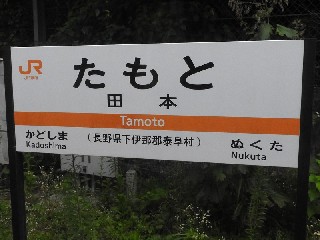 JR
たもと
田本
Tamoto
かどしま
Kadoshima
(長野県下伊那郡泰阜村)
ぬくた
Nukuta